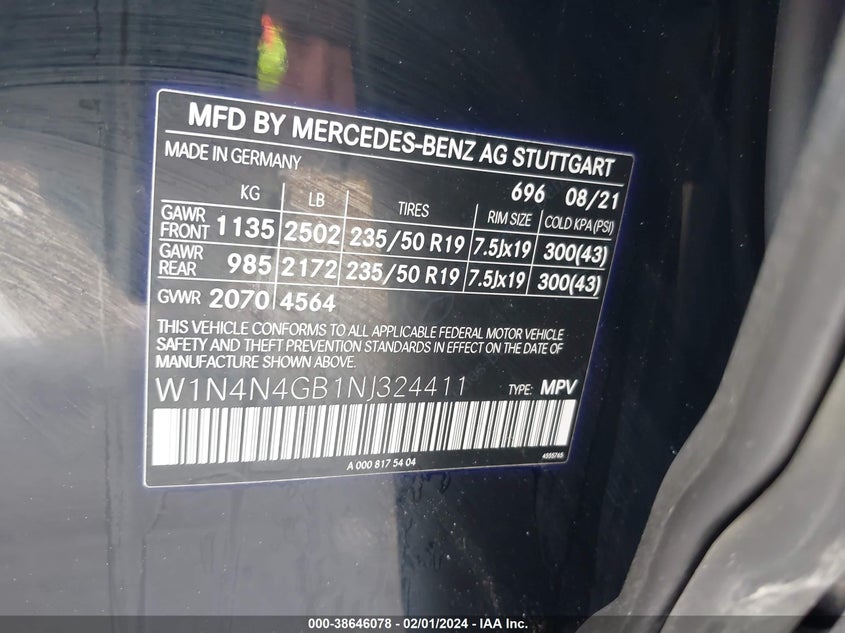 MFD BY MERCEDES-BENZ AG STUTTGART
MADE IN GERMANY 696 08/21
KG LB TIRES RIM SIZE COLD KPA (PSI)
GAWR FRONT 1135 2502 235/50 R19 7.5Jx19 300(43)
GAWR REAR 985 2172 235/50 R19 7.5Jx19 300(43)
GVWR 2070 4564
THIS VEHICLE CONFORMS TO ALL APPLICABLE FEDERAL MOTOR VEHICLE
SAFETY AND THEFT PREVENTION STANDARDS IN EFFECT ON THE DATE OF
MANUFACTURE SHOWN ABOVE.
W1N4N4GB1NJ324411 TYPE: MPV
A 000 817 54 04 4355765
000-38646078 - 02/01/2024 - IAA Inc.